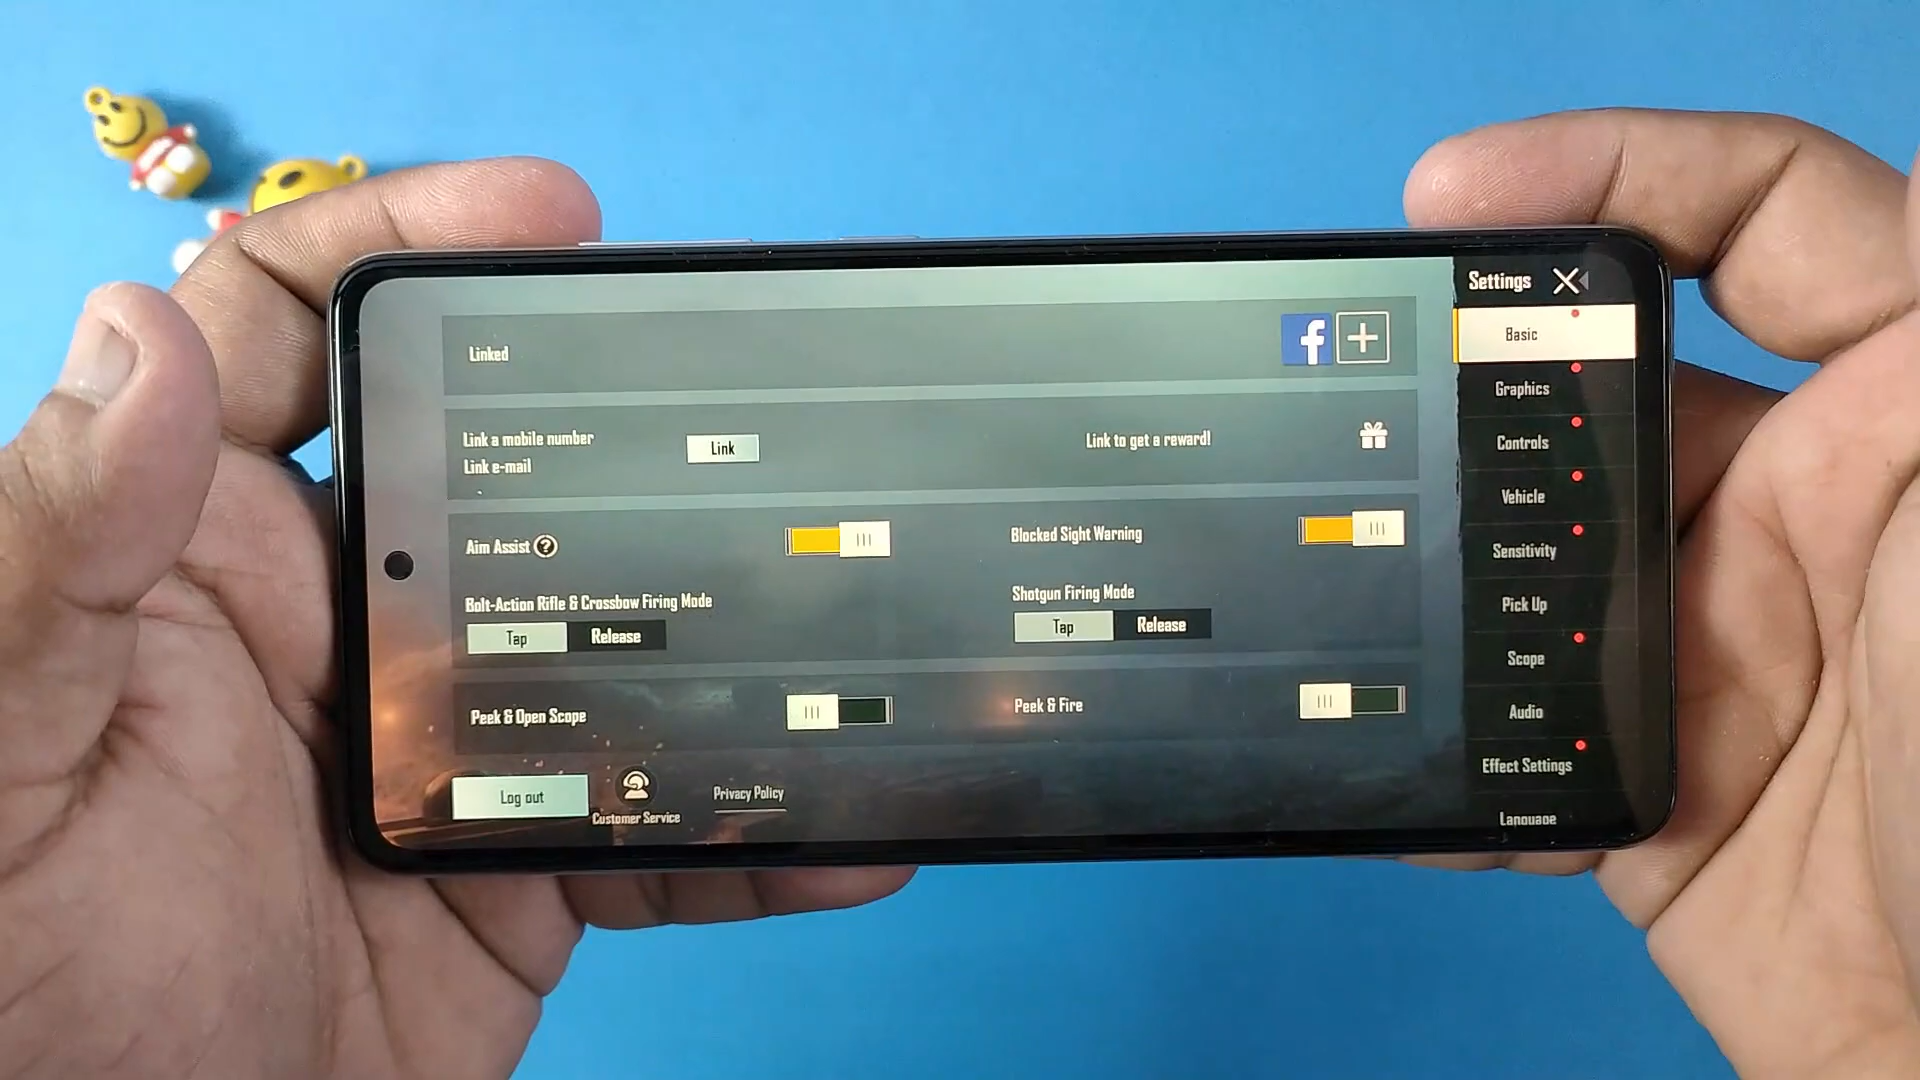 Settings
Linked
Basic
Link a mobile number
Link e-mail
Link
Link to get a reward!
Graphics
Controls
Vehicle
Aim Assist ?
Blocked Sight Warning
Sensitivity
Bolt-Action Rifle & Crossbow Firing Mode
Tap
Release
Shotgun Firing Mode
Tap
Release
Pick Up
Scope
Peek & Open Scope
Peek & Fire
Audio
Effect Settings
Log out
Customer Service
Privacy Policy
Language